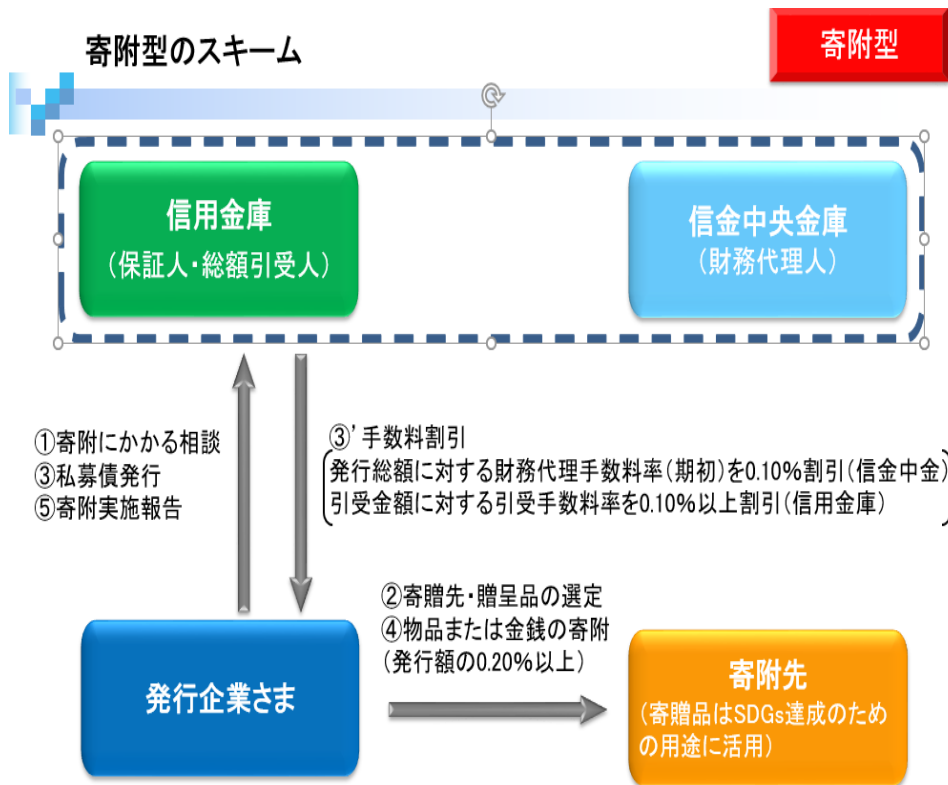 寄附型のスキーム
寄附型
信用金庫
（保証人・総額引受人）
信金中央金庫
（財務代理人）
①寄附にかかる相談
③私募債発行
⑤寄附実施報告
③’手数料割引
発行総額に対する財務代理手数料率（期初）を0.10%割引（信金中金）
引受金額に対する引受手数料率を0.10%以上割引（信用金庫）
②寄贈先・贈呈品の選定
④物品または金銭の寄附
（発行額の0.20%以上）
発行企業さま
寄附先
（寄贈品はSDGs達成のため
の用途に活用）